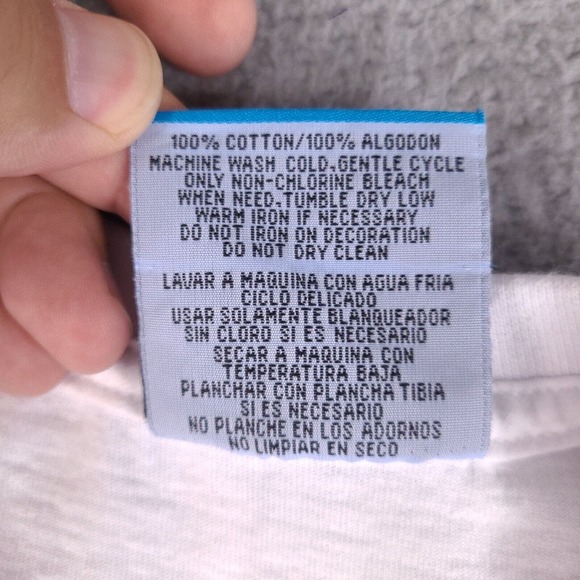 100% COTTON/100% ALGODON
MACHINE WASH COLD,GENTLE CYCLE
ONLY NON-CHLORINE BLEACH
WHEN NEED,TUMBLE DRY LOW
WARM IRON IF NECESSARY
DO NOT IRON ON DECORATION
DO NOT DRY CLEAN
LAVAR A MAQUINA CON AGUA FRIA
CICLO DELICADO
USAR SOLAMENTE BLANQUEADOR
SIN CLORO SI ES NECESARIO
SECAR A MAQUINA CON
TEMPERATURA BAJA
PLANCHAR CON PLANCHA TIBIA
SI ES NECESARIO
NO PLANCHE EN LOS ADORNOS
NO LIMPIAR EN SECO